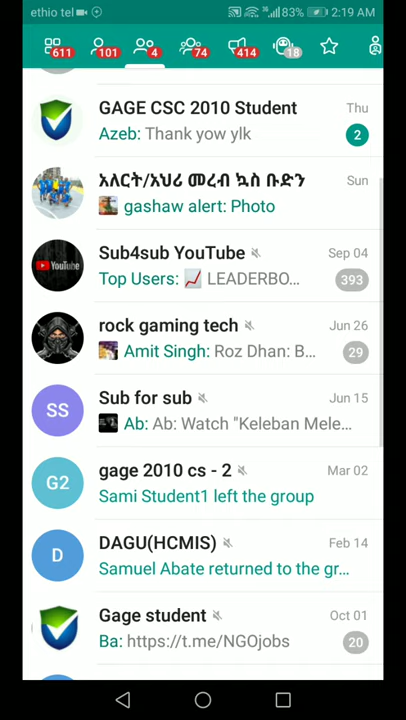 ethio tel 83% 2:19 AM
611 101 4 74 414 18
GAGE CSC 2010 Student Thu
Azeb: Thank yow ylk 2
አለርት/አህሪ መረብ ኳስ ቡድን Sun
gashaw alert: Photo
Sub4sub YouTube Sep 04
YouTube
Top Users: 📈 LEADERBO... 393
rock gaming tech Jun 26
Amit Singh: Roz Dhan: B... 29
Sub for sub Jun 15
SS
Ab: Ab: Watch "Keleban Mele...
gage 2010 cs - 2 Mar 02
G2
Sami Student1 left the group
DAGU(HCMIS) Feb 14
D
Samuel Abate returned to the gr...
Gage student Oct 01
Ba: https://t.me/NGOjobs 20